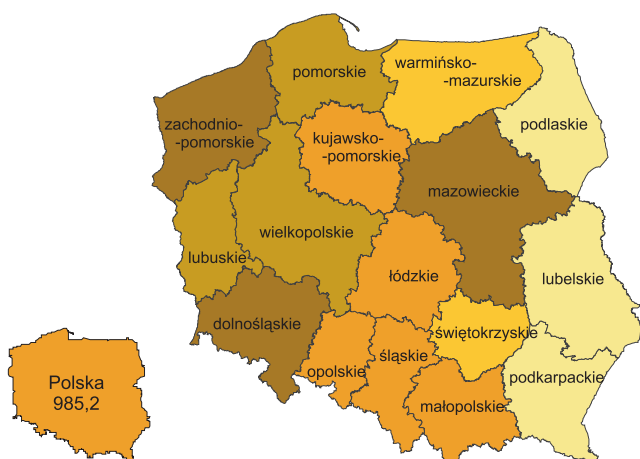 pomorskie
warmińsko-
-mazurskie
zachodnio-
-pomorskie
kujawsko-
-pomorskie
podlaskie
mazowieckie
wielkopolskie
lubuskie
łódzkie
lubelskie
dolnośląskie
świętokrzyskie
opolskie
śląskie
podkarpackie
małopolskie
Polska
985,2